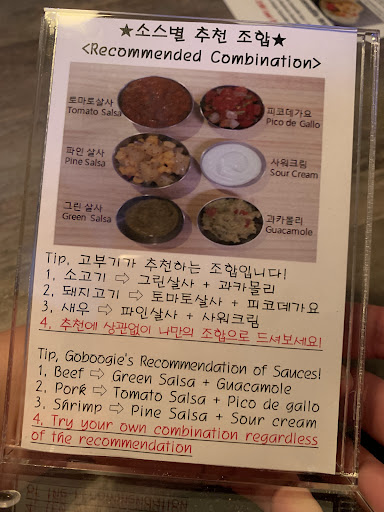 ★소스별 추천 조합★
<Recommended Combination>
토마토살사
Tomato Salsa
피코데가요
Pico de Gallo
파인 살사
Pine Salsa
사워크림
Sour Cream
그린 살사
Green Salsa
과카몰리
Guacamole
Tip, 고부기가 추천하는 조합입니다!
1, 소고기 ⇨ 그린살사 + 과카몰리
2, 돼지고기 ⇨ 토마토살사 + 피코데가요
3, 새우 ⇨ 파인살사 + 사워크림
4, 추천에 상관없이 나만의 조합으로 드셔보세요!
Tip, Goboogie's Recommendation of Sauces!
1, Beef ⇨ Green Salsa + Guacamole
2, Pork ⇨ Tomato Salsa + Pico de gallo
3, Shrimp ⇨ Pine Salsa + Sour cream
4, Try your own combination regardless
of the recommendation